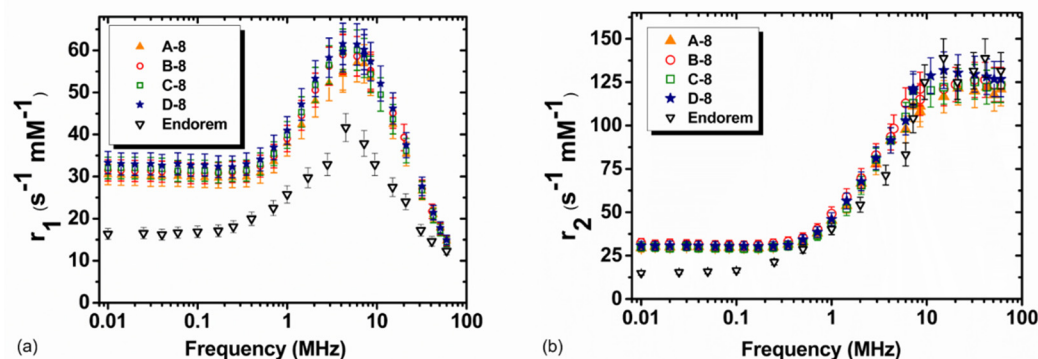 60
50
40
30
20
10
0
r1 (s-1 mM-1)
A-8
B-8
C-8
D-8
Endorem
0.01 0.1 1 10 100
Frequency (MHz)
(a)
150
125
100
75
50
25
0
r2 (s-1 mM-1)
A-8
B-8
C-8
D-8
Endorem
0.01 0.1 1 10 100
Frequency (MHz)
(b)